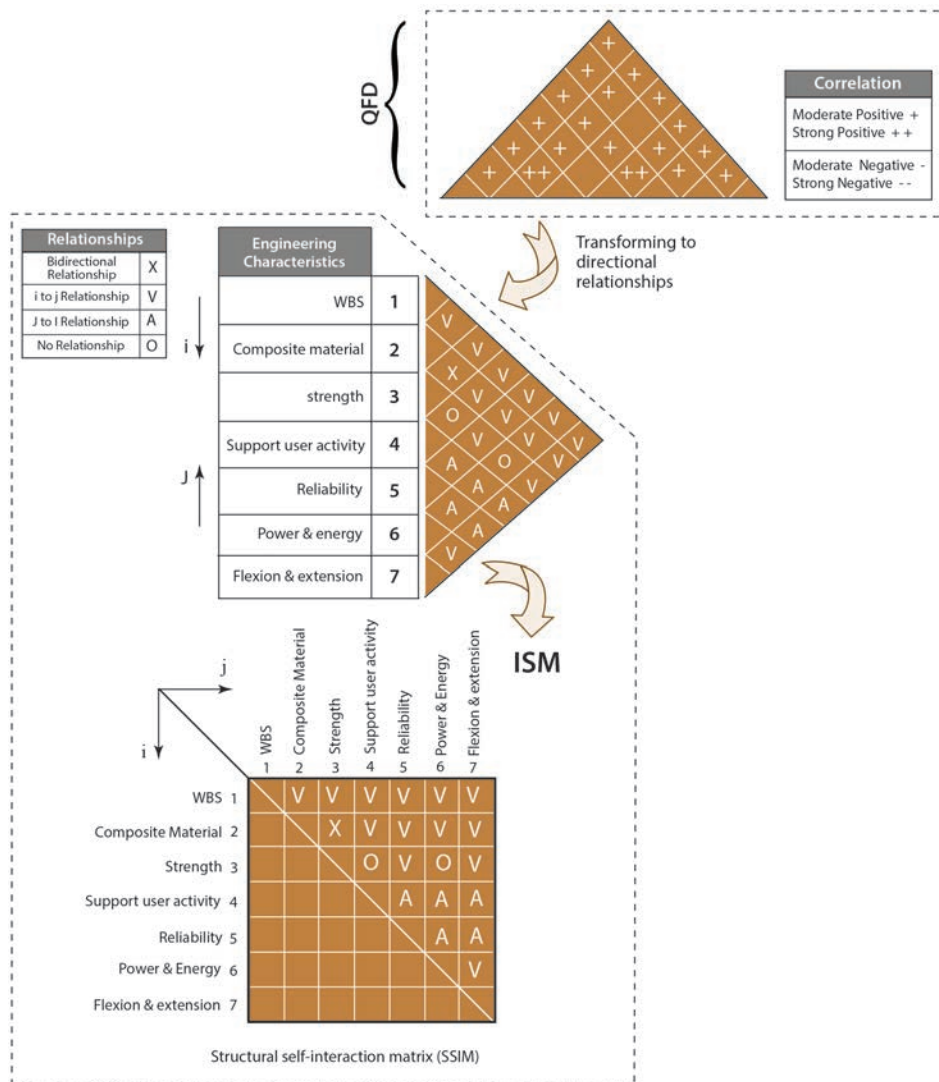 QFD
+
+ +
+ + +
+ + +
+ + + +
+ ++ ++ + +
Correlation
Moderate Positive +
Strong Positive ++
Moderate Negative -
Strong Negative --
Transforming to
directional
relationships
Relationships
Bidirectional
Relationship X
i to j Relationship V
J to I Relationship A
No Relationship O
i
J
Engineering
Characteristics
WBS 1
Composite material 2
strength 3
Support user activity 4
Reliability 5
Power & energy 6
Flexion & extension 7
V
V
X V
V V
O V V
V V V
A O V
A V
A A
A
V
ISM
j
i
WBS
Composite Material
Strength
Support user activity
Reliability
Power & Energy
Flexion & extension
1 2 3 4 5 6 7
WBS 1 V V V V V V
Composite Material 2 X V V V V
Strength 3 O V O V
Support user activity 4 A A A
Reliability 5 A A
Power & Energy 6 V
Flexion & extension 7
Structural self-interaction matrix (SSIM)